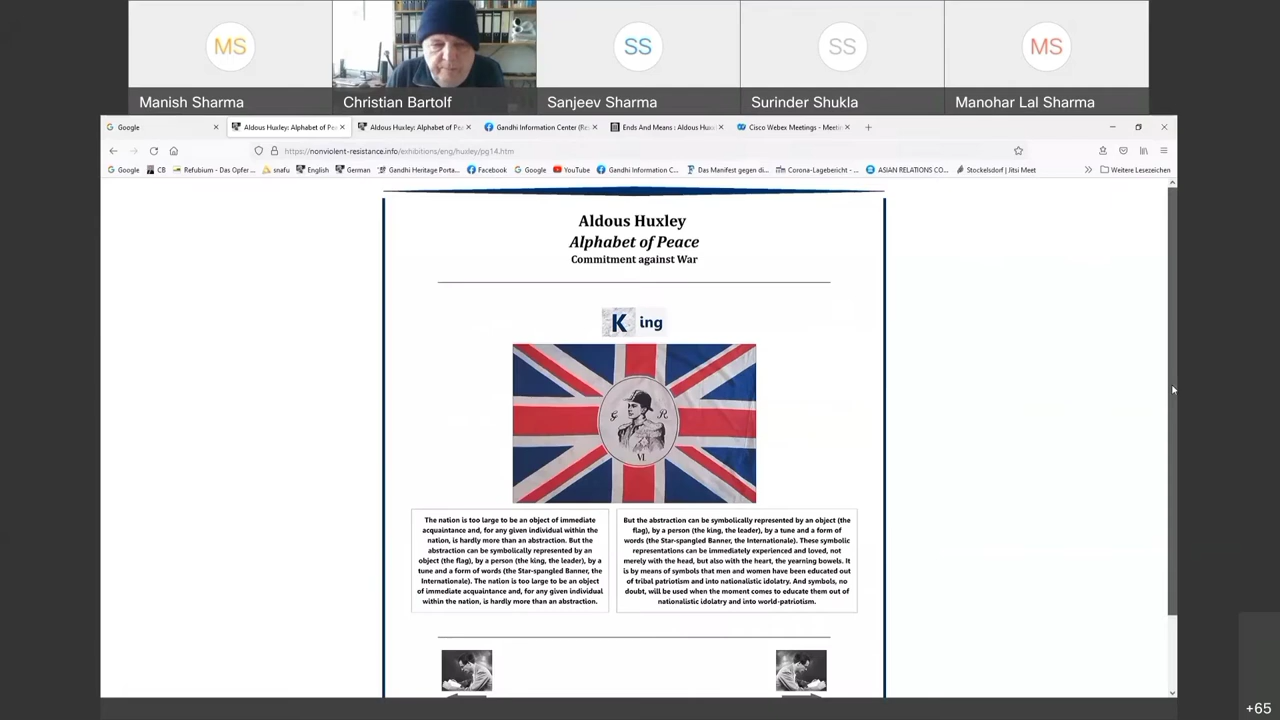 MS
SS
SS
MS
Manish Sharma
Christian Bartolf
Sanjeev Sharma
Surinder Shukla
Manohar Lal Sharma
Google
Aldous Huxley: Alphabet of Pe
Aldous Huxley: Alphabet of Pe
Gandhi Information Center (Re
Ends And Means : Aldous Hux
Cisco Webex Meetings - Meeti
https://nonviolent-resistance.info/exhibitions/eng/huxley/pg14.htm
Google
CB
Refubium - Das Opfer ...
snafu
English
German
Gandhi Heritage Porta...
Facebook
Google
YouTube
Gandhi Information C...
Das Manifest gegen di...
Corona-Lagebericht - ...
ASIAN RELATIONS CO...
Stockelsdorf | Jitsi Meet
Weitere Lesezeichen
Aldous Huxley
Alphabet of Peace
Commitment against War
King
G R
VI
The nation is too large to be an object of immediate
acquaintance and, for any given individual within the
nation, is hardly more than an abstraction. But the
abstraction can be symbolically represented by an
object (the flag), by a person (the king, the leader), by a
tune and a form of words (the Star-spangled Banner, the
Internationale). The nation is too large to be an object
of immediate acquaintance and, for any given individual
within the nation, is hardly more than an abstraction.
But the abstraction can be symbolically represented by an object (the
flag), by a person (the king, the leader), by a tune and a form of
words (the Star-spangled Banner, the Internationale). These symbolic
representations can be immediately experienced and loved, not
merely with the head, but also with the heart, the yearning bowels. It
is by means of symbols that men and women have been educated out
of tribal patriotism and into nationalistic idolatry. And symbols, no
doubt, will be used when the moment comes to educate them out of
nationalistic idolatry and into world-patriotism.
+65